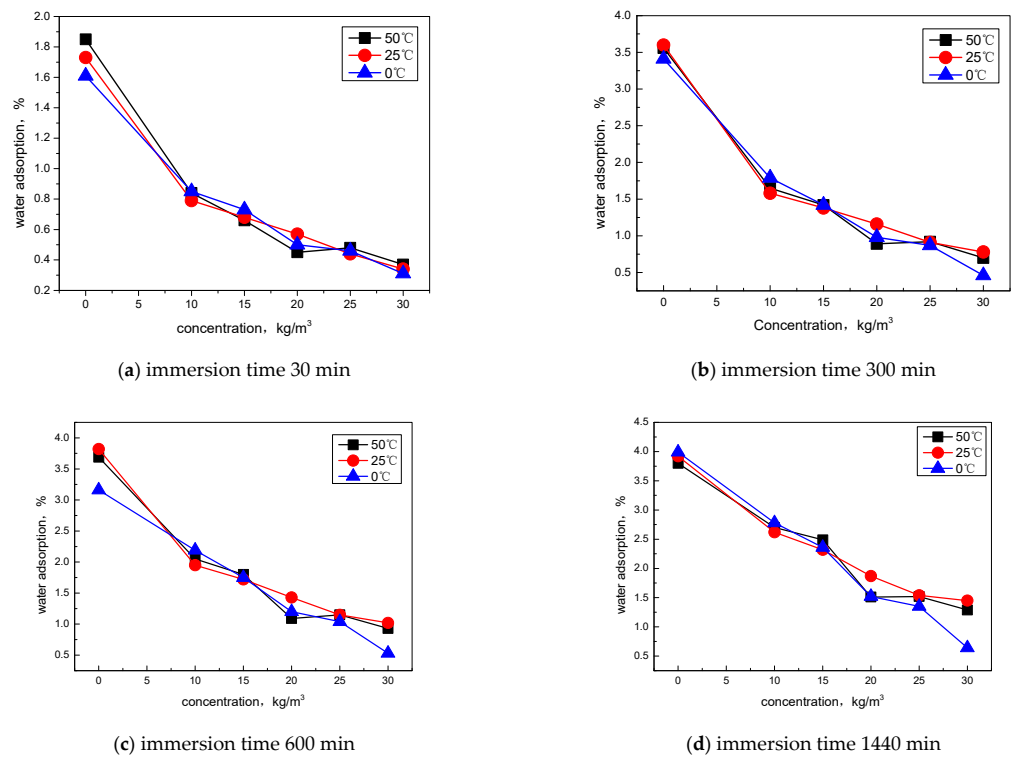 2.0
1.8
1.6
1.4
1.2
1.0
0.8
0.6
0.4
0.2
water adsorption, %
50℃
25℃
0℃
0 5 10 15 20 25 30
concentration, kg/m³
(a) immersion time 30 min
4.0
3.5
3.0
2.5
2.0
1.5
1.0
0.5
water adsorption, %
50℃
25℃
0℃
0 5 10 15 20 25 30
Concentration, kg/m³
(b) immersion time 300 min
4.0
3.5
3.0
2.5
2.0
1.5
1.0
0.5
water adsorption, %
50℃
25℃
0℃
0 5 10 15 20 25 30
concentration, kg/m³
(c) immersion time 600 min
4.5
4.0
3.5
3.0
2.5
2.0
1.5
1.0
0.5
water adsorption, %
50℃
25℃
0℃
0 5 10 15 20 25 30
concentration, kg/m³
(d) immersion time 1440 min